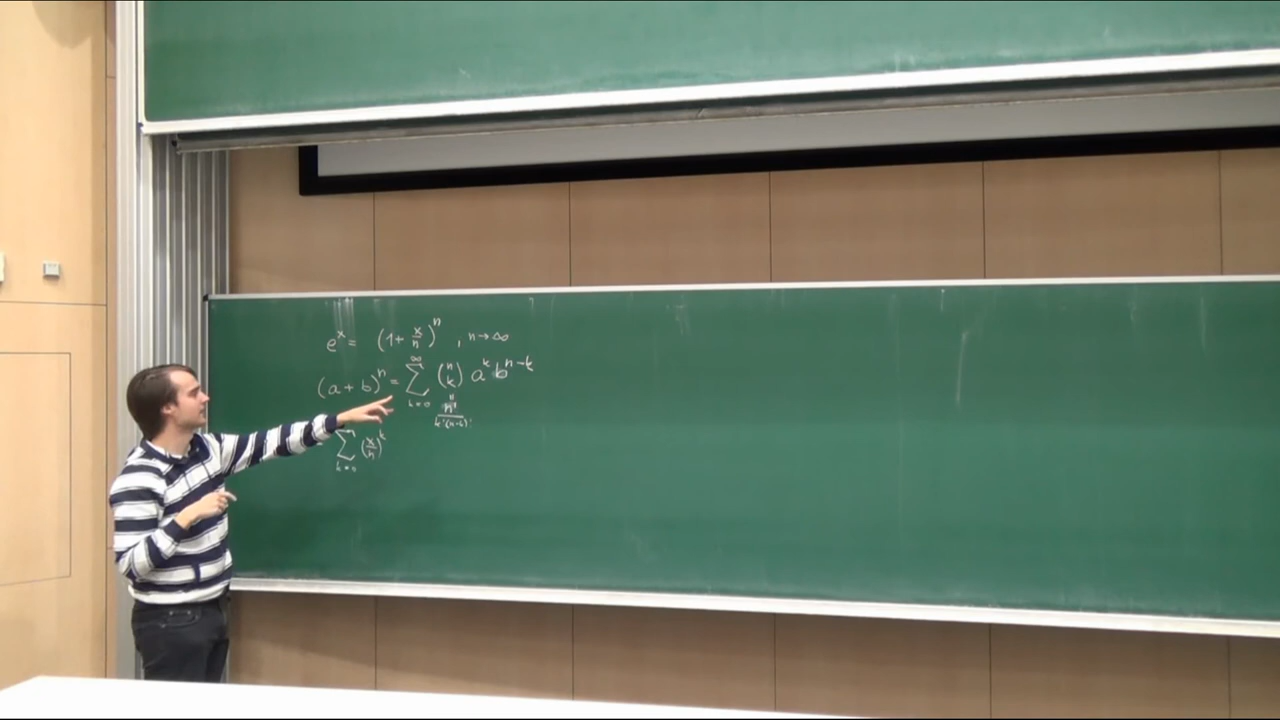 e^x = (1 + x/n)^n , n→∞
(a + b)^n = ∑_{k=0}^{∞} (n k) a^k b^{n-k}
n!
k!(n-k)!
∑_{k=0} (x/n)^k